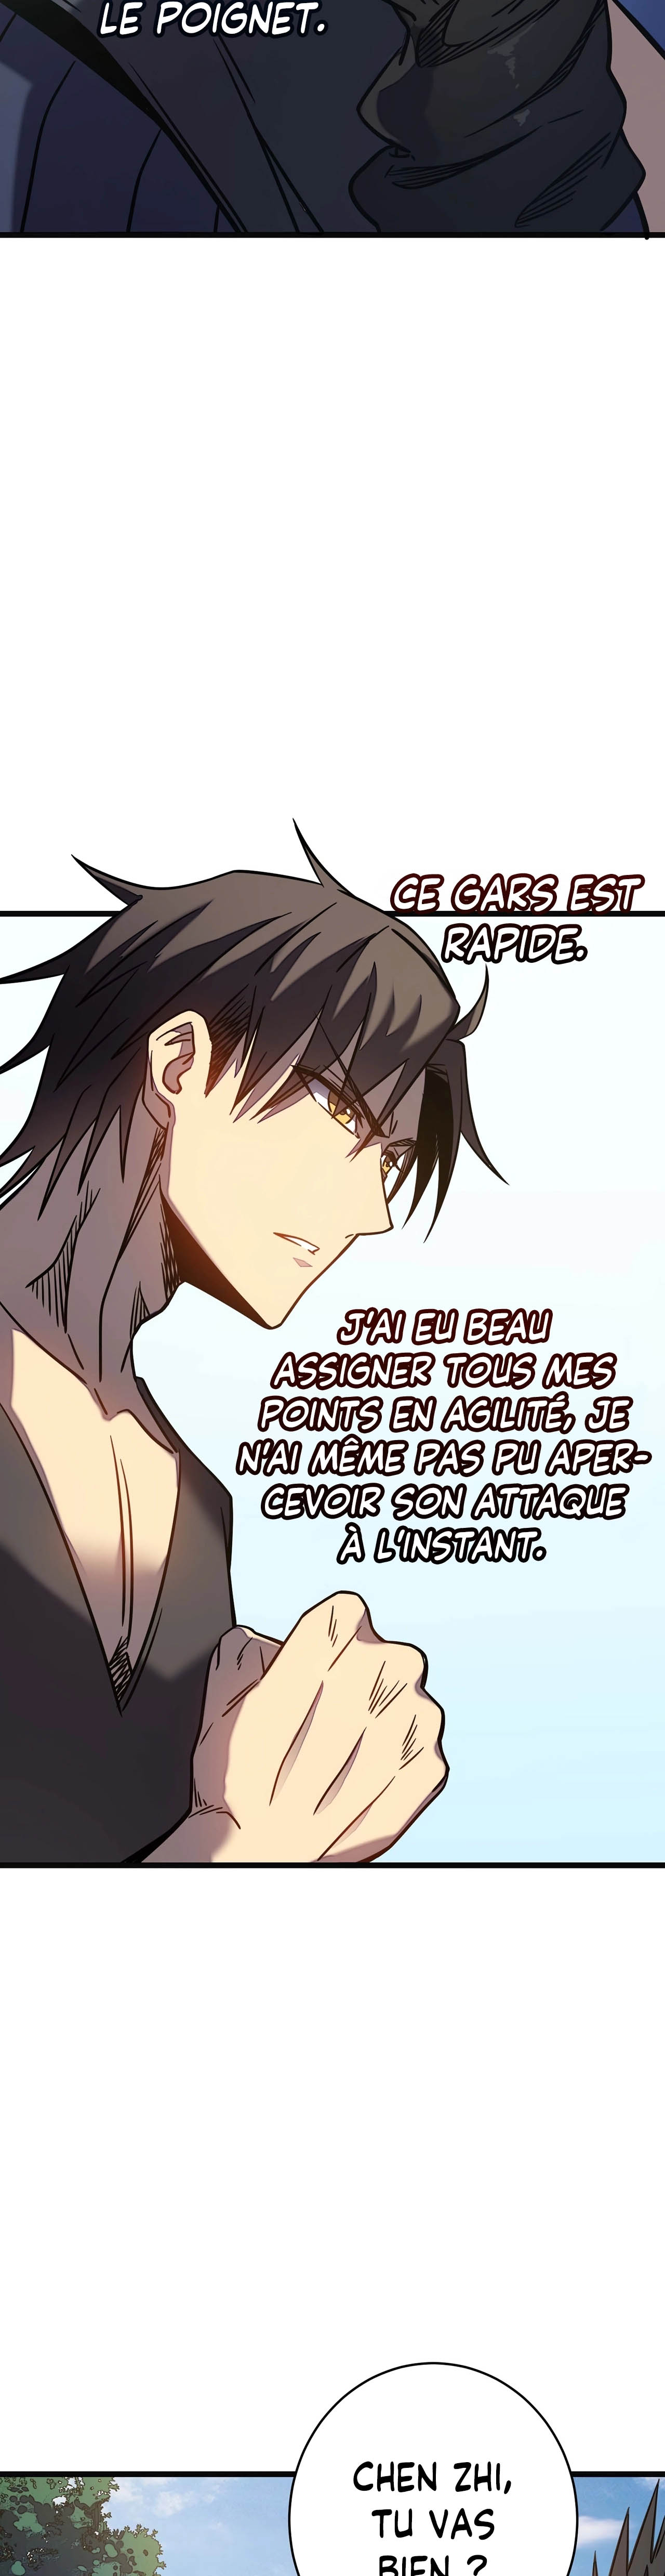 LE POIGNET.
CE GARS EST
RAPIDE.
J'AI EU BEAU
ASSIGNER TOUS MES
POINTS EN AGILITÉ, JE
N'AI MÊME PAS PU APER-
CEVOIR SON ATTAQUE
À L'INSTANT.
CHEN ZHI,
TU VAS
BIEN ?